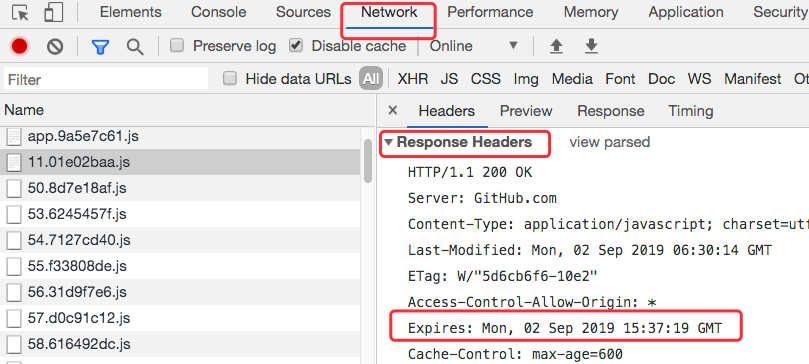 Elements Console Sources Network Performance Memory Application Security
Preserve log Disable cache Online
Filter Hide data URLs All XHR JS CSS Img Media Font Doc WS Manifest Ot
Name
app.9a5e7c61.js
11.01e02baa.js
50.8d7e18af.js
53.6245457f.js
54.7127cd40.js
55.f33808de.js
56.31d9f7e6.js
57.d0c91c12.js
58.616492dc.js
× Headers Preview Response Timing
Response Headers view parsed
HTTP/1.1 200 OK
Server: GitHub.com
Content-Type: application/javascript; charset=utf
Last-Modified: Mon, 02 Sep 2019 06:30:14 GMT
ETag: W/"5d6cb6f6-10e2"
Access-Control-Allow-Origin: *
Expires: Mon, 02 Sep 2019 15:37:19 GMT
Cache-Control: max-age=600